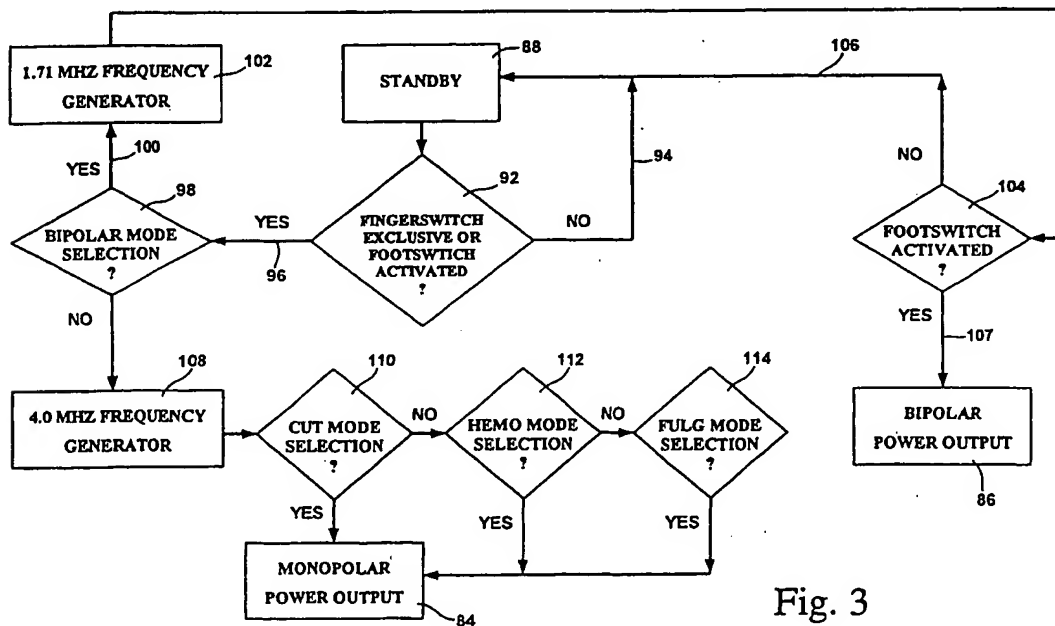 1.71 MHZ FREQUENCY
GENERATOR
102
88
STANDBY
106
100
YES
98
BIPOLAR MODE
SELECTION
?
YES
96
92
FINGERSWITCH
EXCLUSIVE OR
FOOTSWTICH
ACTIVATED
?
94
NO
NO
104
FOOTSWITCH
ACTIVATED
?
NO
YES
107
108
4.0 MHZ FREQUENCY
GENERATOR
110
CUT MODE
SELECTION
?
NO
112
HEMO MODE
SELECTION
?
NO
114
FULG MODE
SELECTION
?
BIPOLAR
POWER OUTPUT
86
YES
YES
YES
MONOPOLAR
POWER OUTPUT
84
Fig. 3